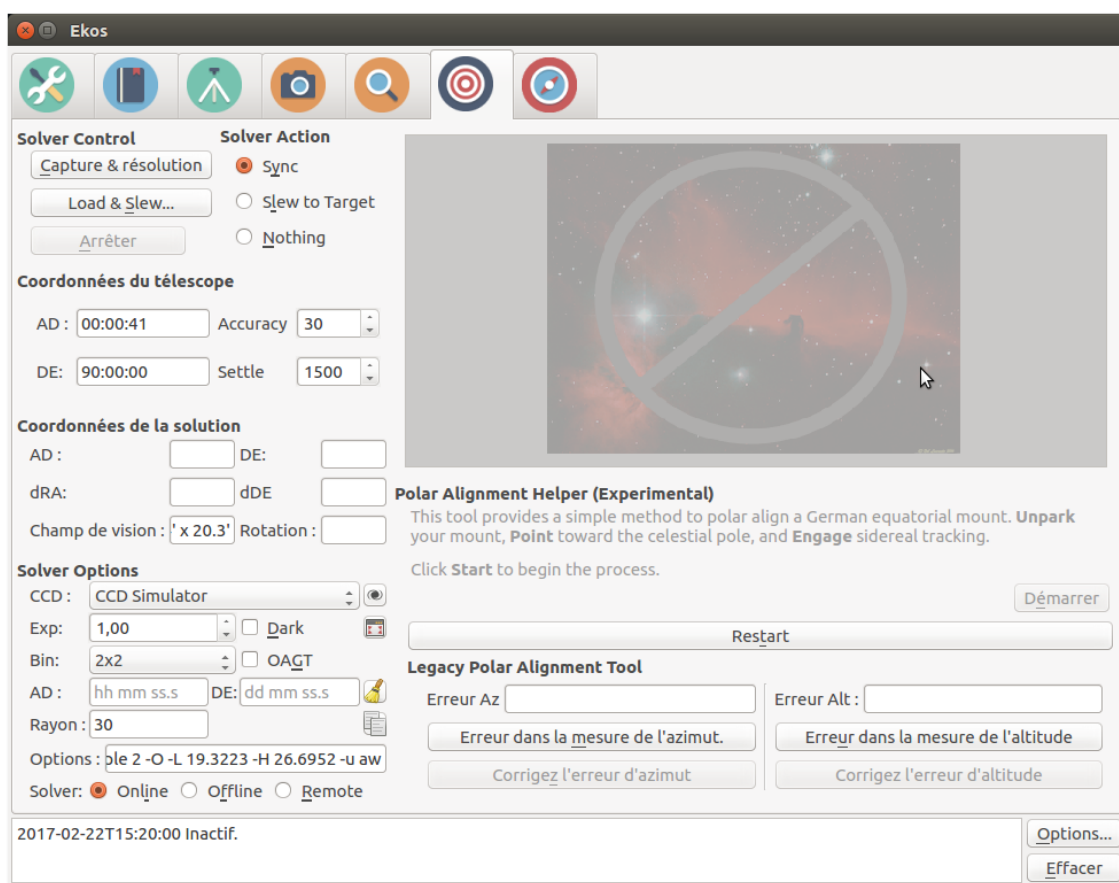 Ekos
Solver Control
Capture & résolution
Load & Slew...
Arrêter
Solver Action
Sync
Slew to Target
Nothing
Coordonnées du télescope
AD : 00:00:41 Accuracy 30
DE: 90:00:00 Settle 1500
Coordonnées de la solution
AD : DE:
dRA: dDE
Champ de vision : ' x 20.3' Rotation :
Solver Options
CCD : CCD Simulator
Exp: 1,00 Dark
Bin: 2x2 OAGT
AD : hh mm ss.s DE: dd mm ss.s
Rayon : 30
Options : ole 2 -O -L 19.3223 -H 26.6952 -u aw
Solver: Online Offline Remote
Polar Alignment Helper (Experimental)
This tool provides a simple method to polar align a German equatorial mount. Unpark
your mount, Point toward the celestial pole, and Engage sidereal tracking.
Click Start to begin the process.
Démarrer
Restart
Legacy Polar Alignment Tool
Erreur Az Erreur Alt :
Erreur dans la mesure de l'azimut. Erreur dans la mesure de l'altitude
Corrigez l'erreur d'azimut Corrigez l'erreur d'altitude
2017-02-22T15:20:00 Inactif.
Options...
Effacer